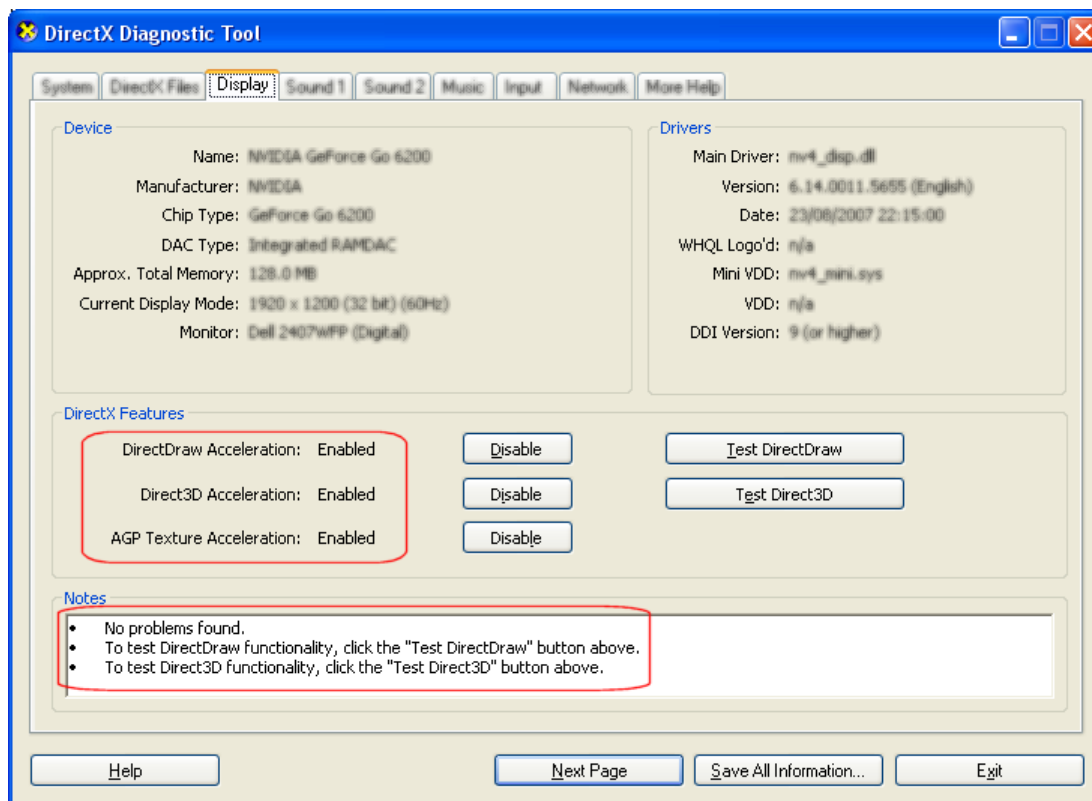 DirectX Diagnostic Tool
System DirectX Files Display Sound 1 Sound 2 Music Input Network More Help
Device
Name: NVIDIA GeForce Go 6200
Manufacturer: NVIDIA
Chip Type: GeForce Go 6200
DAC Type: Integrated RAMDAC
Approx. Total Memory: 128.0 MB
Current Display Mode: 1920 x 1200 (32 bit) (60Hz)
Monitor: Dell 2407WFP (Digital)
Drivers
Main Driver: nv4_disp.dll
Version: 6.14.0011.5655 (English)
Date: 23/08/2007 22:15:00
WHQL Logo'd: n/a
Mini VDD: nv4_mini.sys
VDD: n/a
DDI Version: 9 (or higher)
DirectX Features
DirectDraw Acceleration: Enabled Disable Test DirectDraw
Direct3D Acceleration: Enabled Disable Test Direct3D
AGP Texture Acceleration: Enabled Disable
Notes
• No problems found.
• To test DirectDraw functionality, click the "Test DirectDraw" button above.
• To test Direct3D functionality, click the "Test Direct3D" button above.
Help Next Page Save All Information... Exit